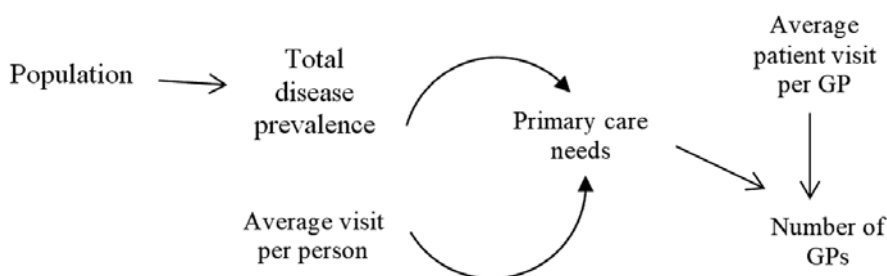 Population
Total
disease
prevalence
Average visit
per person
Primary care
needs
Average
patient visit
per GP
Number of
GPs